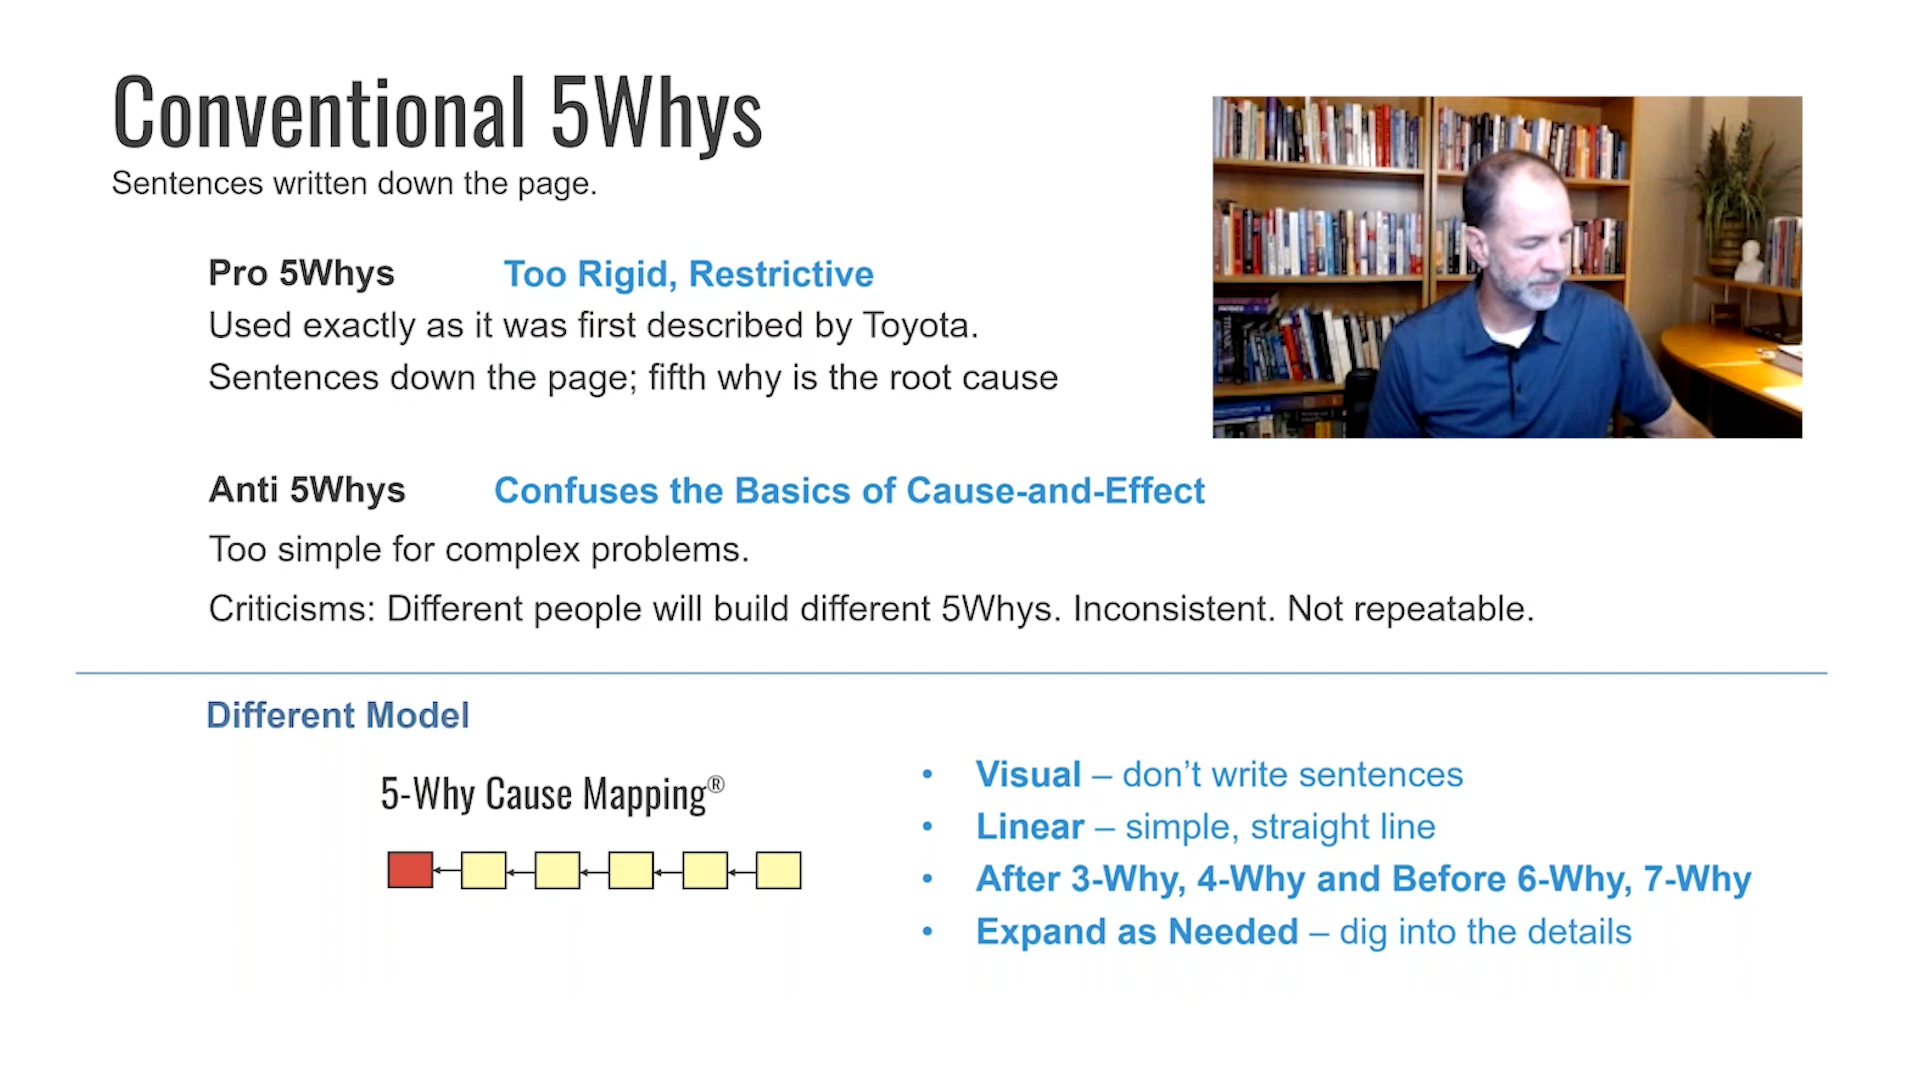 Conventional 5Whys
Sentences written down the page.
Pro 5Whys Too Rigid, Restrictive
Used exactly as it was first described by Toyota.
Sentences down the page; fifth why is the root cause
Anti 5Whys Confuses the Basics of Cause-and-Effect
Too simple for complex problems.
Criticisms: Different people will build different 5Whys. Inconsistent. Not repeatable.
Different Model
5-Why Cause Mapping®
• Visual – don’t write sentences
• Linear – simple, straight line
• After 3-Why, 4-Why and Before 6-Why, 7-Why
• Expand as Needed – dig into the details